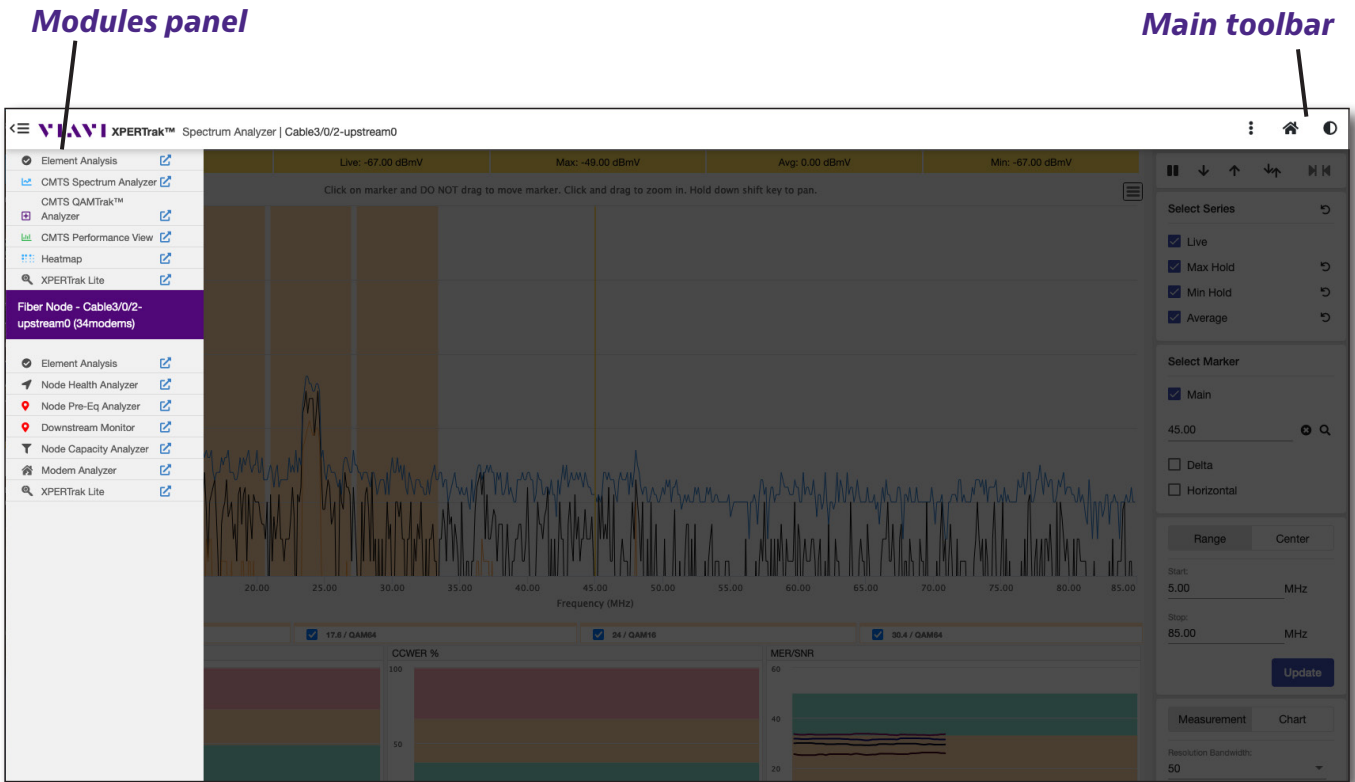 Modules panel
Main toolbar
VIAVI XPERTrak™ Spectrum Analyzer | Cable3/0/2-upstream0
Element Analysis
CMTS Spectrum Analyzer
CMTS QAMTrak™
Analyzer
CMTS Performance View
Heatmap
XPERTrak Lite
Fiber Node - Cable3/0/2-
upstream0 (34modems)
Element Analysis
Node Health Analyzer
Node Pre-Eq Analyzer
Downstream Monitor
Node Capacity Analyzer
Modem Analyzer
XPERTrak Lite
Live: -67.00 dBmV Max: -49.00 dBmV Avg: 0.00 dBmV Min: -67.00 dBmV
Click on marker and DO NOT drag to move marker. Click and drag to zoom in. Hold down shift key to pan.
20.00 25.00 30.00 35.00 40.00 45.00 50.00 55.00 60.00 65.00 70.00 75.00 80.00 85.00
Frequency (MHz)
17.6 / QAM64 24 / QAM16 30.4 / QAM64
CCWER %
100
50
MER/SNR
60
40
20
Select Series
Live
Max Hold
Min Hold
Average
Select Marker
Main
45.00
Delta
Horizontal
Range Center
Start:
5.00 MHz
Stop:
85.00 MHz
Update
Measurement Chart
Resolution Bandwidth:
50